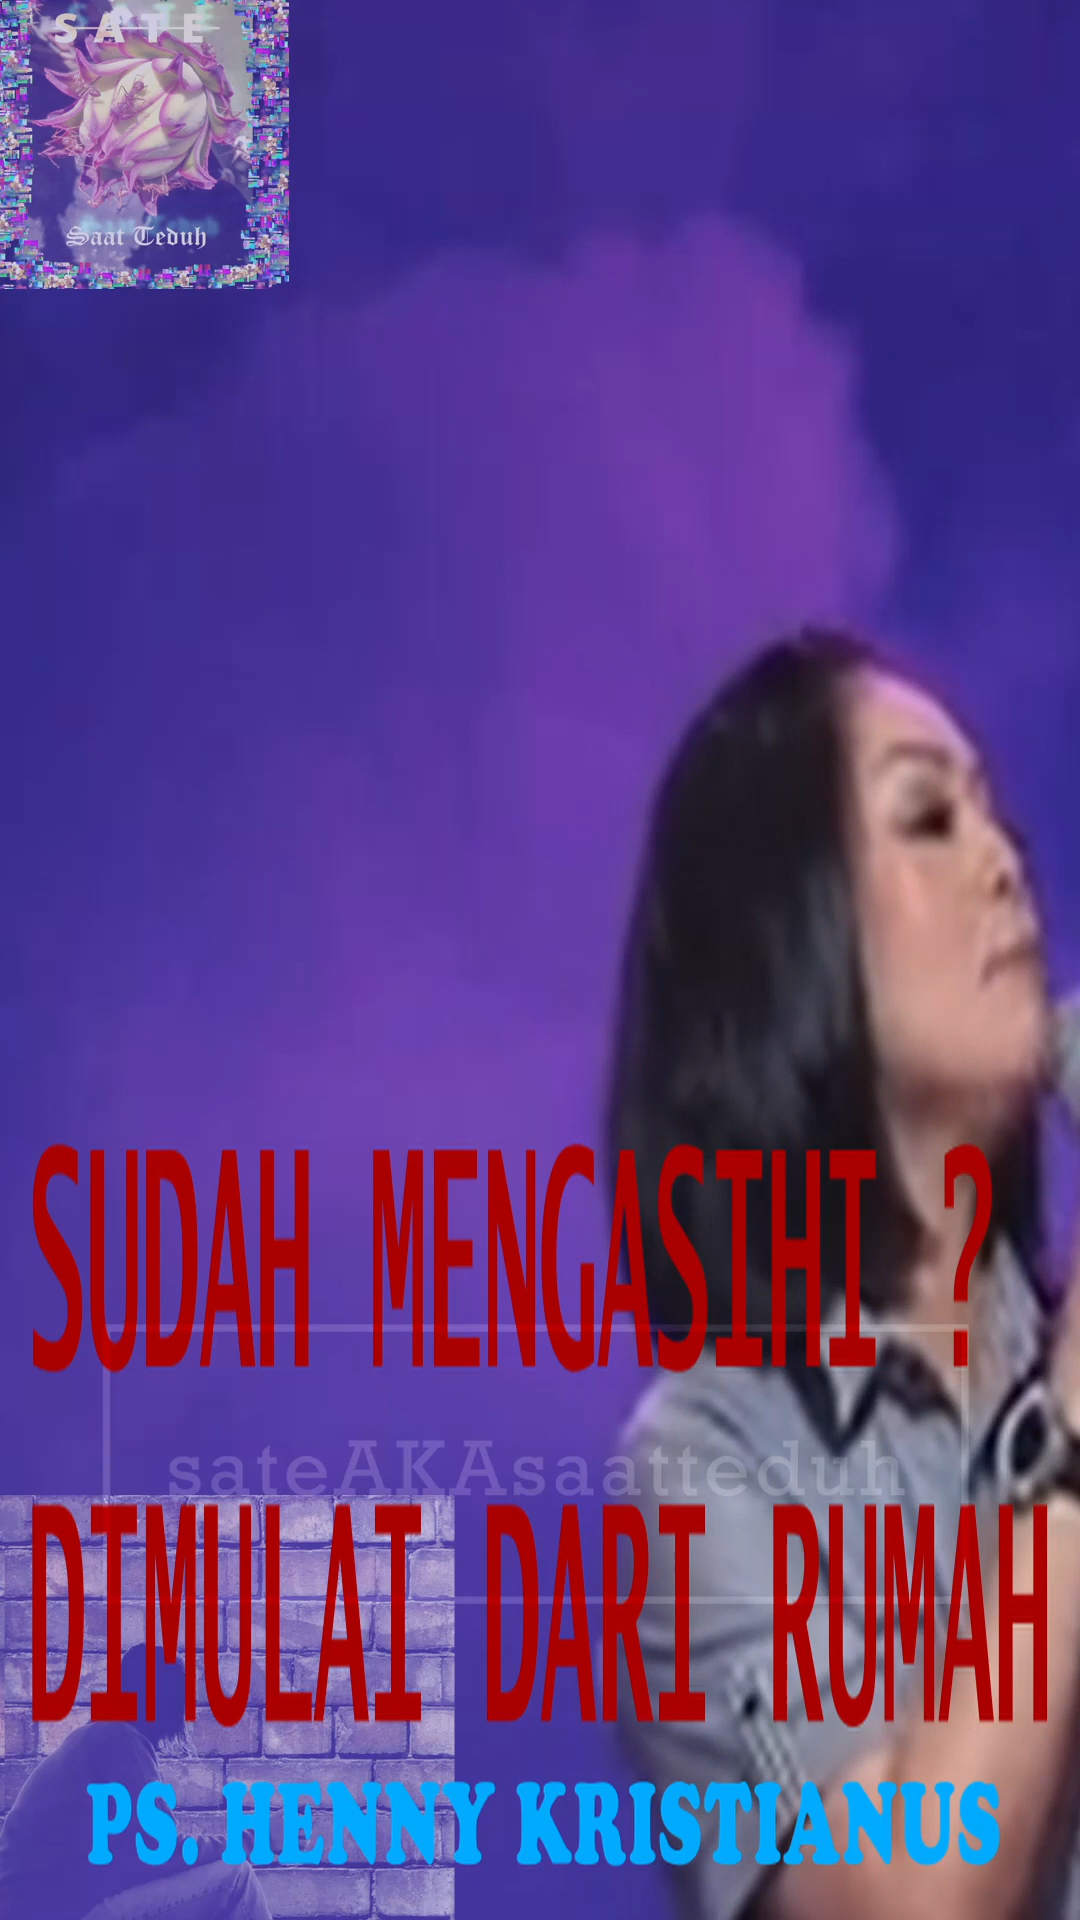 SATE
Saat Teduh
SUDAH MENGASIHI ?
sateAKAsaatteduh
DIMULAI DARI RUMAH
PS. HENNY KRISTIANUS